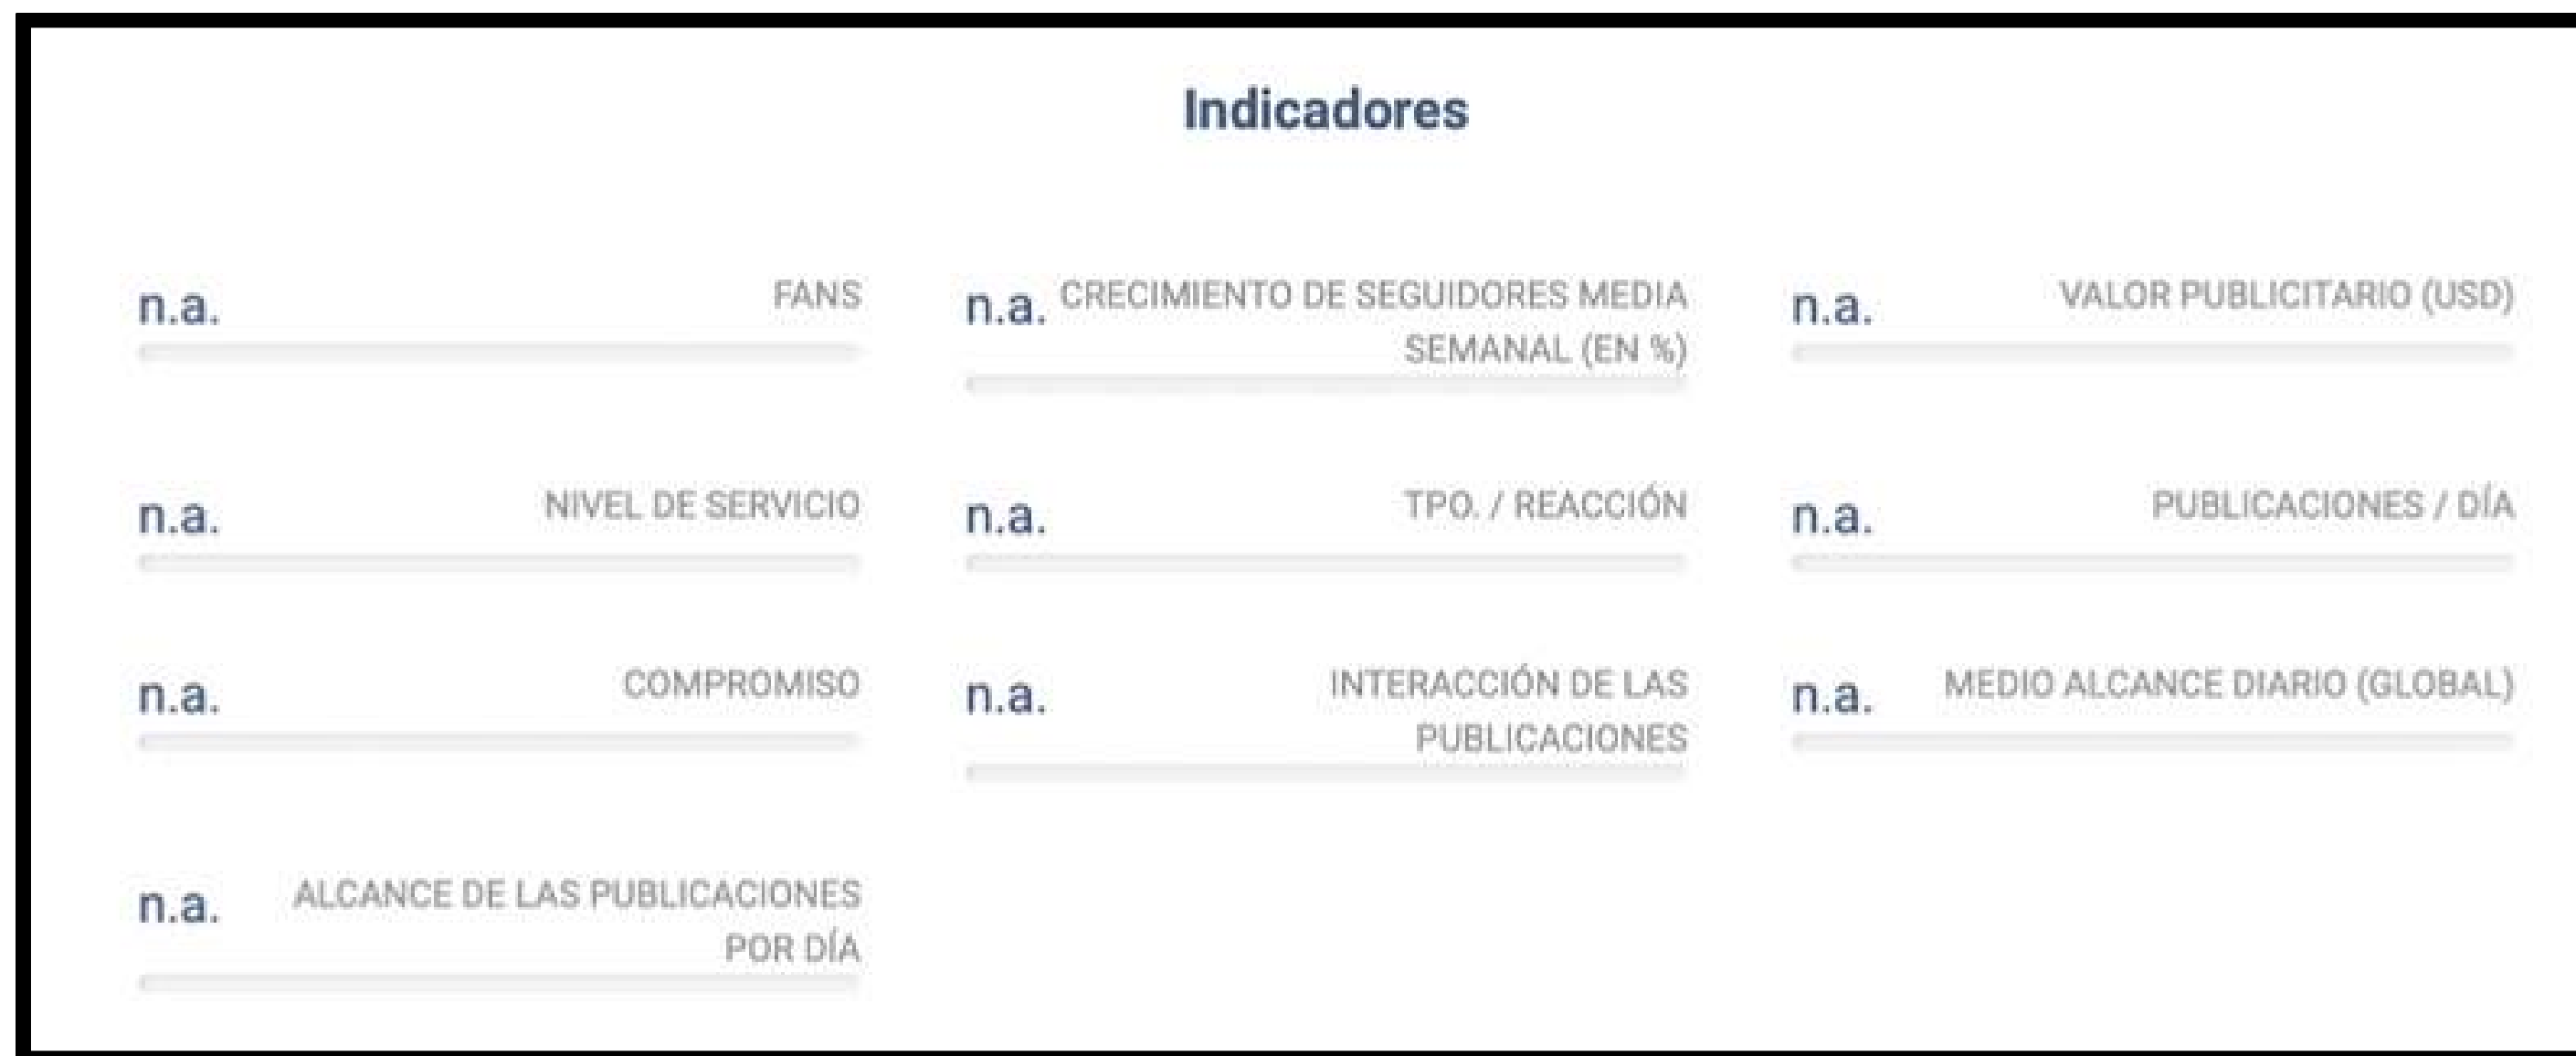 Indicadores
n.a. FANS
n.a. CRECIMIENTO DE SEGUIDORES MEDIA
SEMANAL (EN %)
n.a. VALOR PUBLICITARIO (USD)
n.a. NIVEL DE SERVICIO
n.a. TPO. / REACCIÓN
n.a. PUBLICACIONES / DÍA
n.a. COMPROMISO
n.a. INTERACCIÓN DE LAS
PUBLICACIONES
n.a. MEDIO ALCANCE DIARIO (GLOBAL)
n.a. ALCANCE DE LAS PUBLICACIONES
POR DÍA